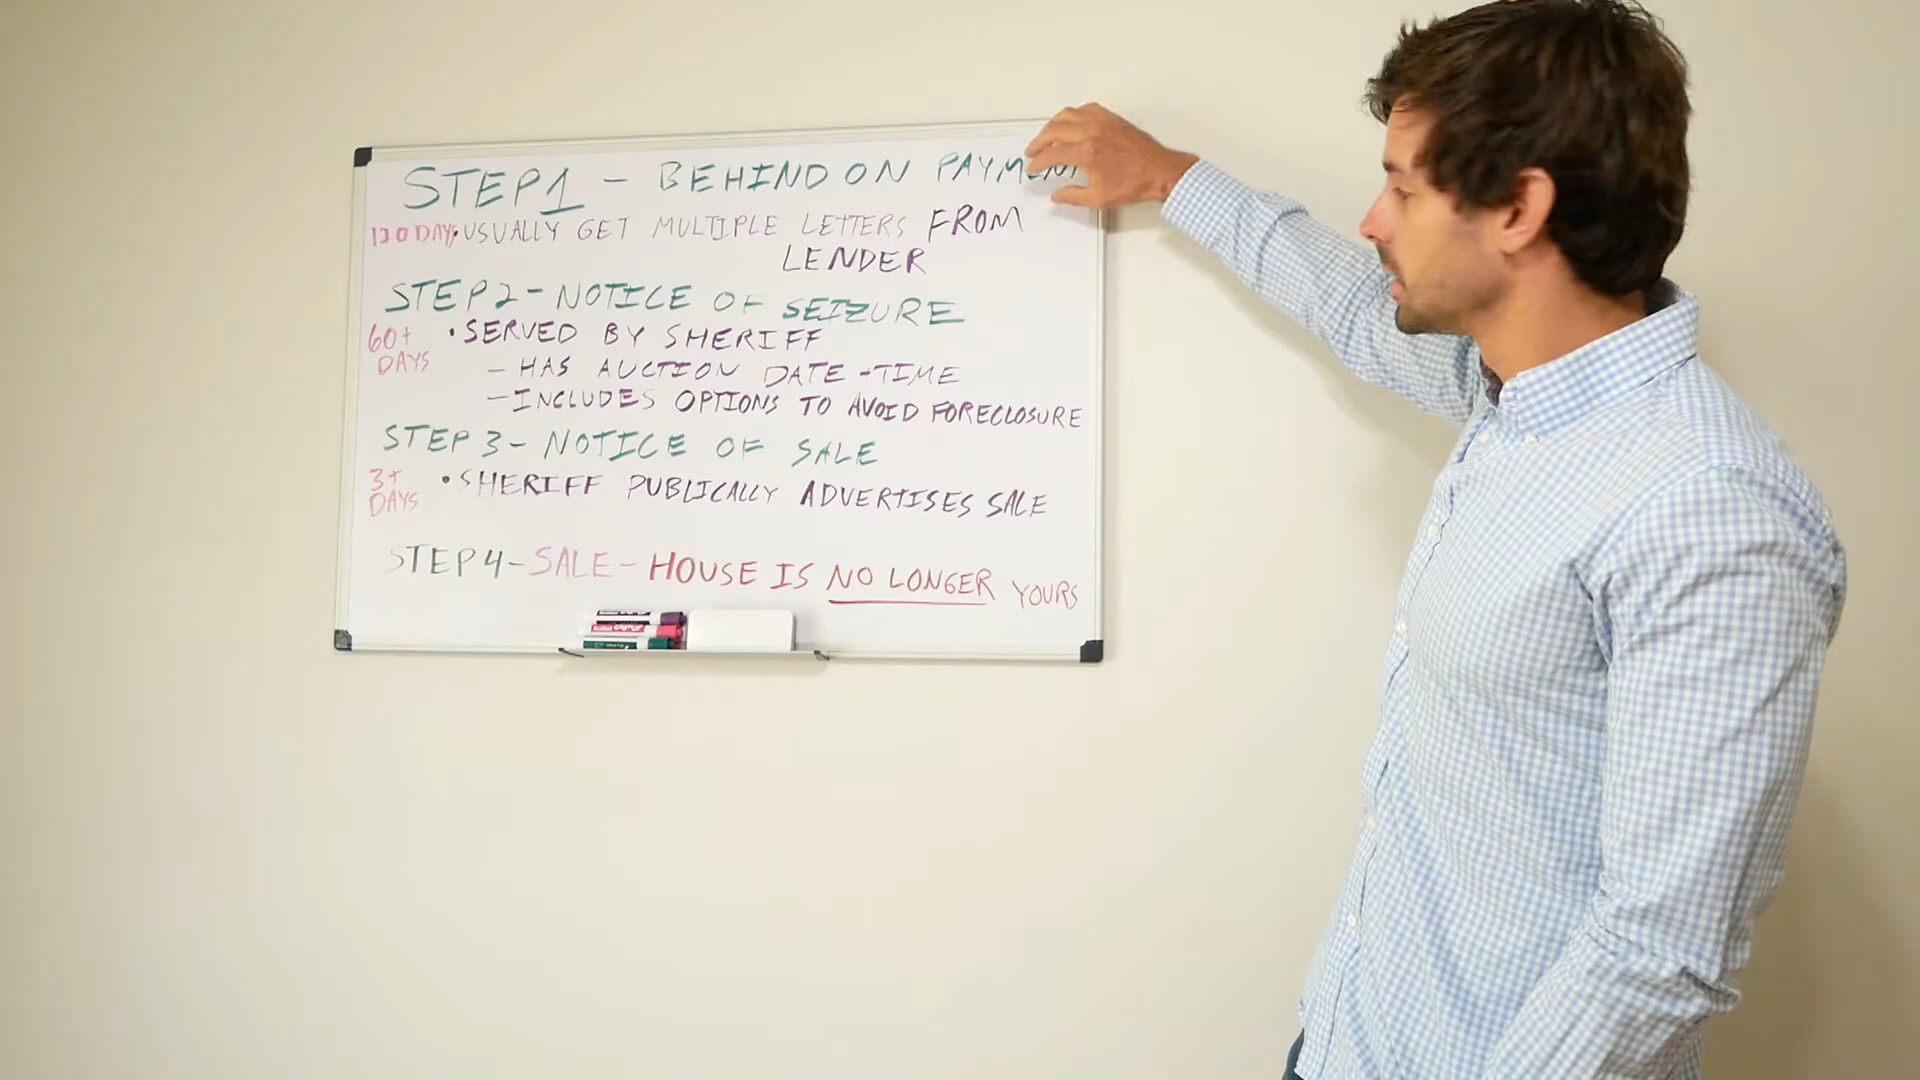 STEP 1 - BEHIND ON PAYMENT
120 DAYS • USUALLY GET MULTIPLE LETTERS FROM
LENDER
STEP 2 - NOTICE OF SEIZURE
60+ DAYS • SERVED BY SHERIFF
- HAS AUCTION DATE + TIME
- INCLUDES OPTIONS TO AVOID FORECLOSURE
STEP 3 - NOTICE OF SALE
3+ DAYS • SHERIFF PUBLICALLY ADVERTISES SALE
STEP 4 - SALE - HOUSE IS NO LONGER YOURS